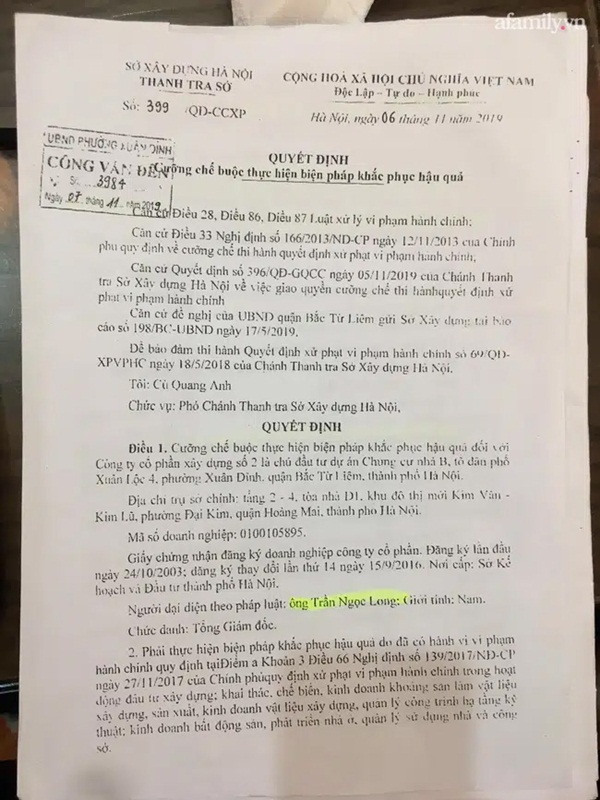 afamily.vn
SỞ XÂY DỰNG HÀ NỘI
THANH TRA SỞ
Số: 399 /QĐ-CCXP
CỘNG HOÀ XÃ HỘI CHỦ NGHĨA VIỆT NAM
Độc Lập - Tự do - Hạnh phúc
Hà Nội, ngày 06 tháng 11 năm 2019
UBND PHƯỜNG XUÂN ĐỈNH
CÔNG VĂN ĐẾN
Số: 3984
Ngày 07. tháng 11. năm 2019
QUYẾT ĐỊNH
Cưỡng chế buộc thực hiện biện pháp khắc phục hậu quả
Căn cứ Điều 28, Điều 86, Điều 87 Luật xử lý vi phạm hành chính;
Căn cứ Điều 33 Nghị định số 166/2013/NĐ-CP ngày 12/11/2013 của Chính
phủ quy định về cưỡng chế thi hành quyết định xử phạt vi phạm hành chính;
Căn cứ Quyết định số 396/QĐ-GQCC ngày 05/11/2019 của Chánh Thanh
tra Sở Xây dựng Hà Nội về việc giao quyền cưỡng chế thi hànhquyết định xử
phạt vi phạm hành chính
Căn cứ đề nghị của UBND quận Bắc Từ Liêm gửi Sở Xây dựng tại báo
cáo số 198/BC-UBND ngày 17/5/2019,
Để bảo đảm thi hành Quyết định xử phạt vi phạm hành chính số 69/QĐ-
XPVPHC ngày 18/5/2018 của Chánh Thanh tra Sở Xây dựng Hà Nội,
Tôi: Cù Quang Anh
Chức vụ: Phó Chánh Thanh tra Sở Xây dựng Hà Nội,
QUYẾT ĐỊNH
Điều 1. Cưỡng chế buộc thực hiện biện pháp khắc phục hậu quả đối với
Công ty cổ phần xây dựng số 2 là chủ đầu tư dự án Chung cư nhà B, tổ dân phố
Xuân Lộc 4, phường Xuân Đỉnh, quận Bắc Từ Liêm, thành phố Hà Nội.
Địa chỉ trụ sở chính: tầng 2 - 4, tòa nhà D1, khu đô thị mới Kim Văn -
Kim Lũ, phường Đại Kim, quận Hoàng Mai, thành phố Hà Nội.
Mã số doanh nghiệp: 0100105895.
Giấy chứng nhận đăng ký doanh nghiệp công ty cổ phần. Đăng ký lần đầu
ngày 24/10/2003; đăng ký thay đổi lần thứ 14 ngày 15/9/2016. Nơi cấp: Sở Kế
hoạch và Đầu tư thành phố Hà Nội.
Người đại diện theo pháp luật: ông Trần Ngọc Long; Giới tính: Nam.
Chức danh: Tổng Giám đốc.
2. Phải thực hiện biện pháp khắc phục hậu quả do đã có hành vi vi phạm
hành chính quy định tạiĐiểm a Khoản 3 Điều 66 Nghị định số 139/2017/NĐ-CP
ngày 27/11/2017 của Chính phủquy định xử phạt vi phạm hành chính trong hoạt
động đầu tư xây dựng; khai thác, chế biến, kinh doanh khoáng sản làm vật liệu
xây dựng, sản xuất, kinh doanh vật liệu xây dựng, quản lý công trình hạ tầng kỹ
thuật; kinh doanh bất động sản, phát triển nhà ở, quản lý sử dụng nhà và công
sở.